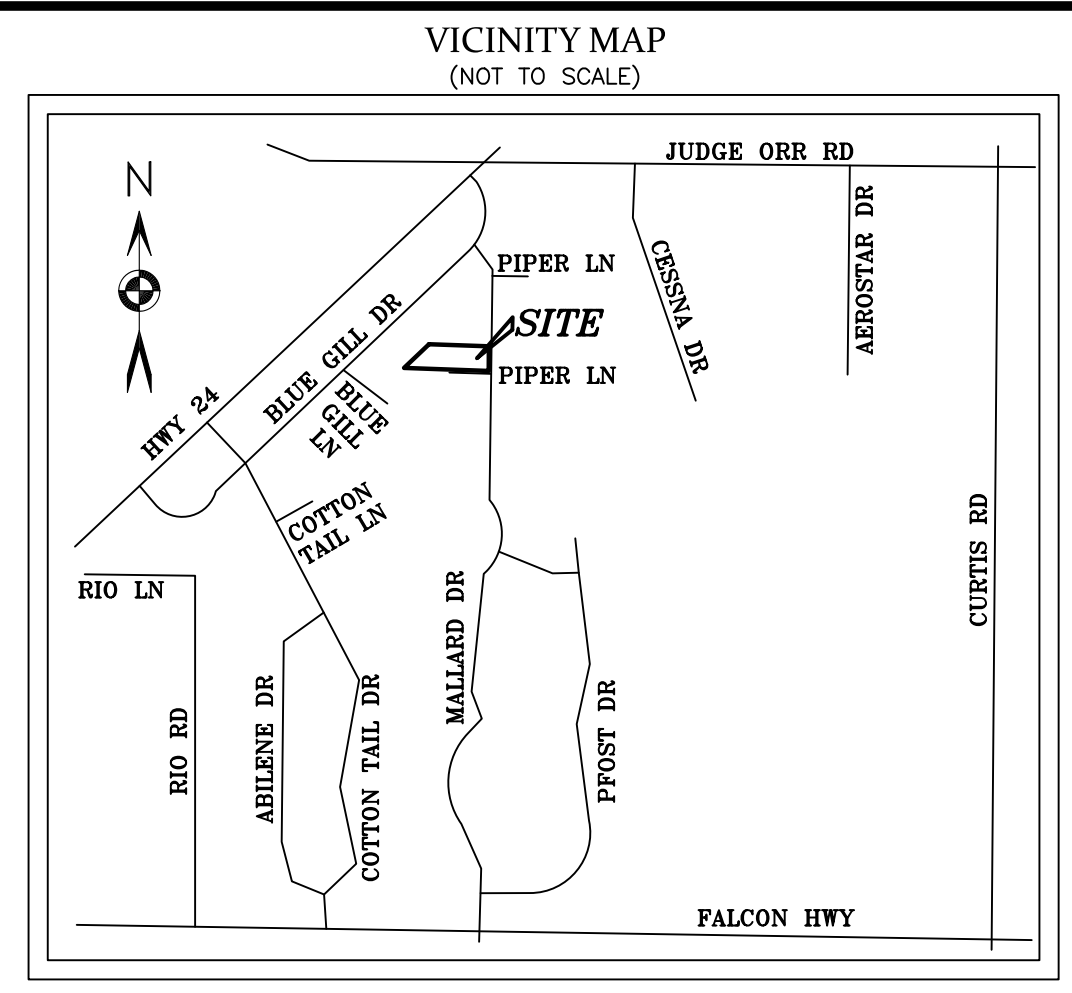 VICINITY MAP
(NOT TO SCALE)
JUDGE ORR RD
N
PIPER LN
CESSNA DR
AEROSTAR DR
SITE
BLUE GILL DR
PIPER LN
HWY 24
BLUE
GILL
LN
COTTON
TAIL LN
CURTIS RD
RIO LN
MALLARD DR
RIO RD
ABILENE DR
COTTON TAIL DR
PFOST DR
FALCON HWY